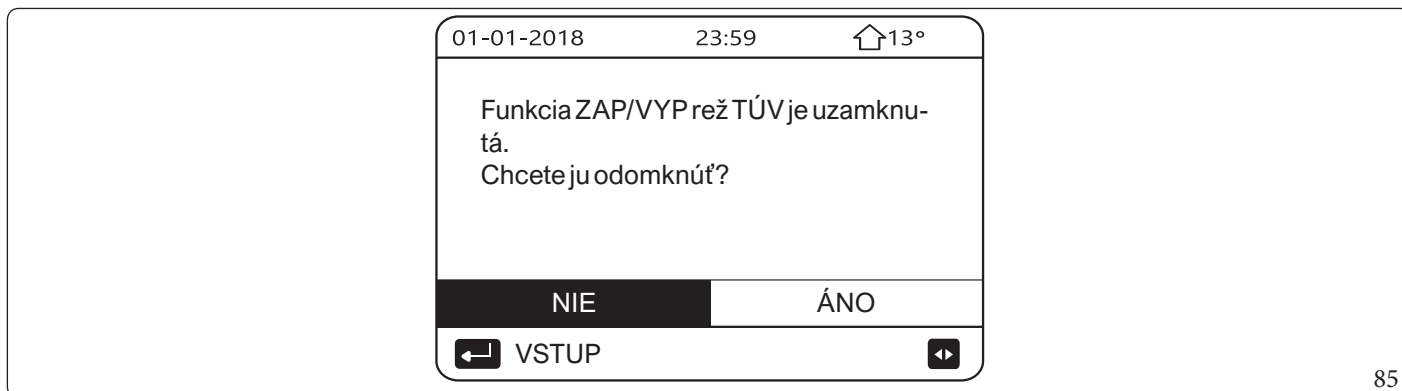 01-01-2018 23:59 13°
Funkcia ZAP/VYP rež TÚV je uzamknu-
tá.
Chcete ju odomknúť?
NIE ÁNO
VSTUP
85